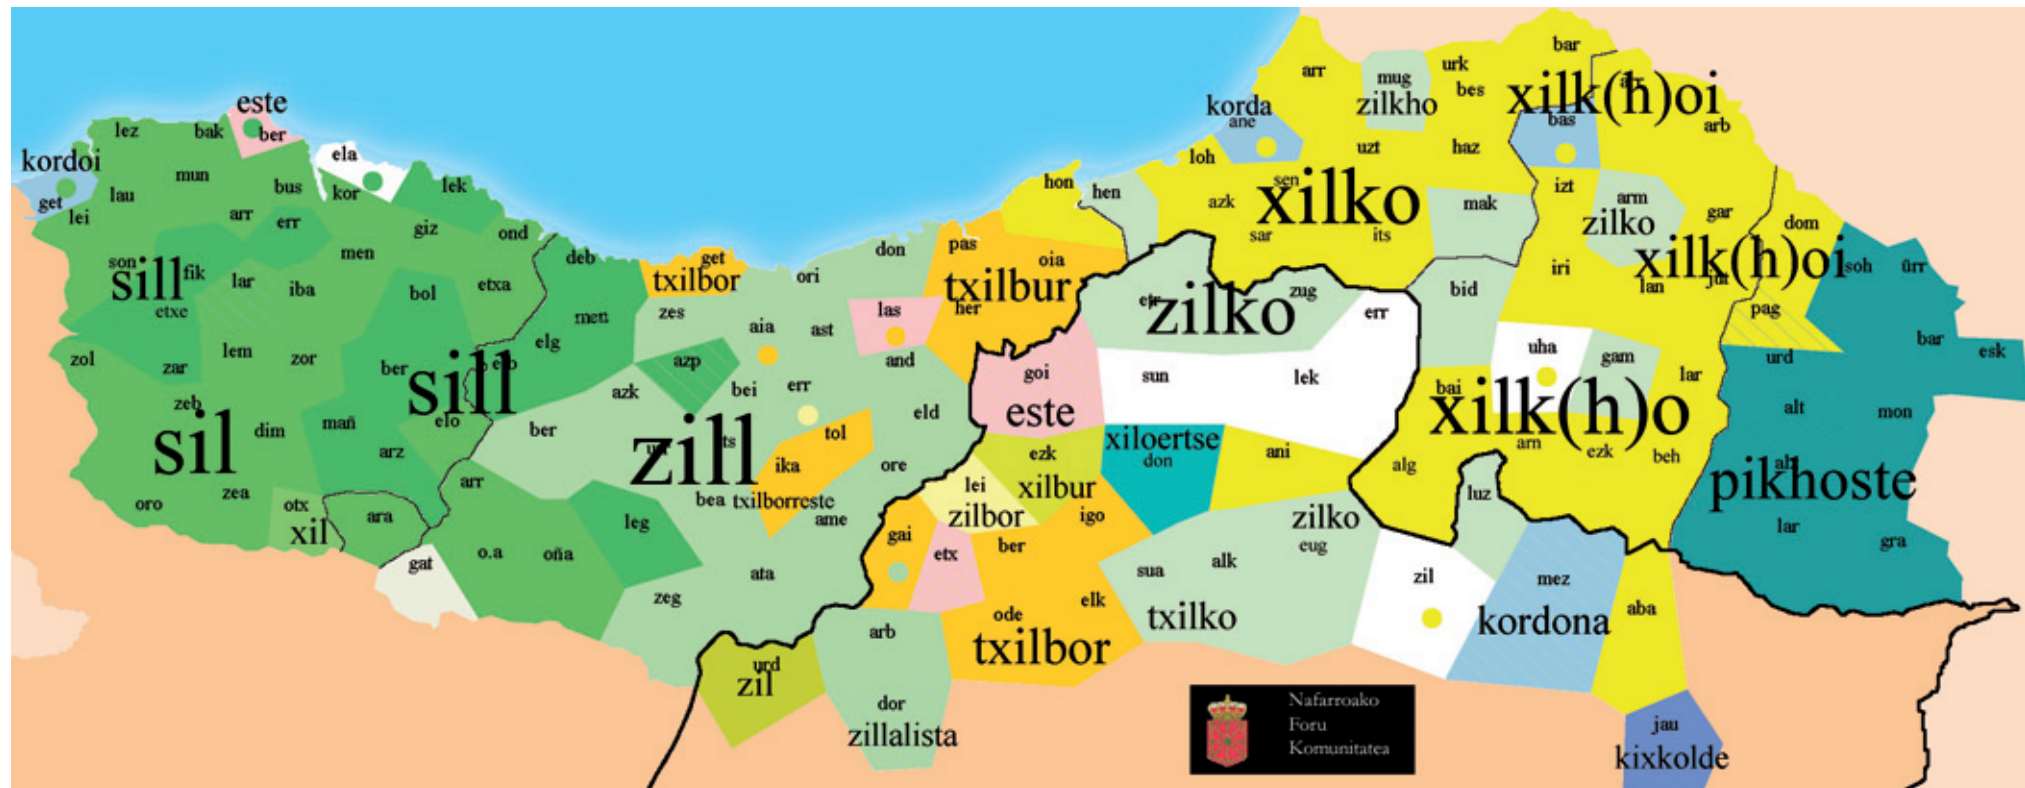 bar
arr
urk
mug
bes
xilk(h)oi
zilkho
este
korda
lez
bak
ber
ane
bas
arb
kordoi
ela
loh
uzt
haz
mun
bus
kor
lek
hon
hen
sen
izt
lau
get
lei
azk
xilko
mak
arm
zilko
gar
arr
err
giz
ond
sar
its
dom
men
don
pas
xilk(h)oi
son
fik
sill
lar
iba
bol
etxa
deb
get
txilbor
ori
oia
txilbur
her
etr
zilko
zug
err
bid
iri
lan
jut
soh
ürr
etxe
men
zes
aia
ast
las
pag
bar
esk
zol
lem
zor
elg
azp
and
goi
sun
lek
uha
gam
urd
zar
ber
sill
bei
err
azk
este
bai
xilk(h)o
lar
alt
mon
zeb
sil
dim
mañ
elo
ber
eld
tol
arz
zill
ika
ore
ezk
xilbur
xiloertse
don
ani
alg
arn
ezk
beh
pikhoste
oro
zea
otx
xil
ara
arr
leg
bea
txilborreste
ame
lei
zilbor
igo
zilko
eug
luz
lar
gra
gat
o.a
oña
ata
gai
etx
ber
sua
alk
zil
mez
zeg
arb
ode
elk
txilbor
txilko
kordona
aba
urd
zil
dor
zillalista
Nafarroako
Foru
Komunitatea
jau
kixkolde